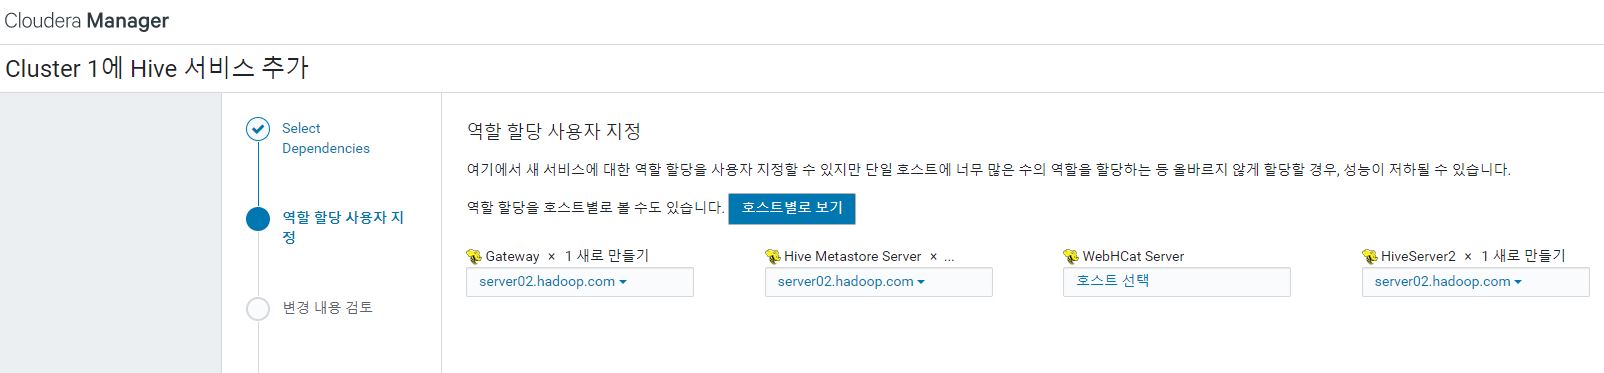 Cloudera Manager
Cluster 1에 Hive 서비스 추가
Select
Dependencies
역할 할당 사용자 지
정
변경 내용 검토
역할 할당 사용자 지정
여기에서 새 서비스에 대한 역할 할당을 사용자 지정할 수 있지만 단일 호스트에 너무 많은 수의 역할을 할당하는 등 올바르지 않게 할당할 경우, 성능이 저하될 수 있습니다.
역할 할당을 호스트별로 볼 수도 있습니다. 호스트별로 보기
Gateway × 1 새로 만들기
server02.hadoop.com
Hive Metastore Server × ...
server02.hadoop.com
WebHCat Server
호스트 선택
HiveServer2 × 1 새로 만들기
server02.hadoop.com